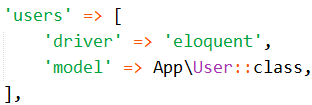 'users' => [
    'driver' => 'eloquent',
    'model' => App\User::class,
],